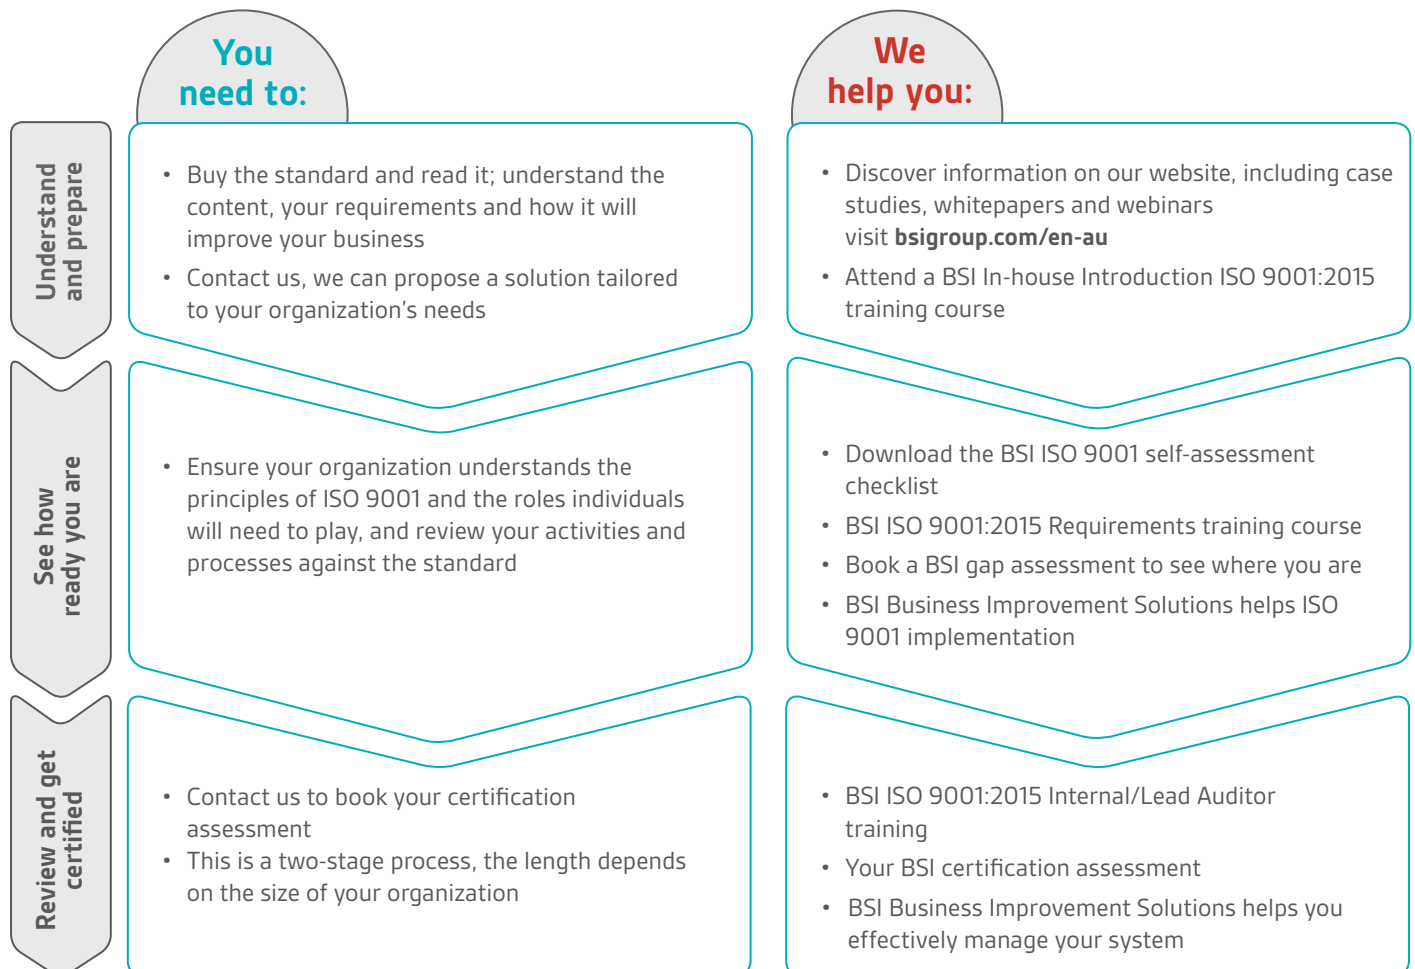 You
need to:
We
help you:
Understand
and prepare
• Buy the standard and read it; understand the
content, your requirements and how it will
improve your business
• Contact us, we can propose a solution tailored
to your organization’s needs
• Discover information on our website, including case
studies, whitepapers and webinars
visit bsigroup.com/en-au
• Attend a BSI In-house Introduction ISO 9001:2015
training course
See how
ready you are
• Ensure your organization understands the
principles of ISO 9001 and the roles individuals
will need to play, and review your activities and
processes against the standard
• Download the BSI ISO 9001 self-assessment
checklist
• BSI ISO 9001:2015 Requirements training course
• Book a BSI gap assessment to see where you are
• BSI Business Improvement Solutions helps ISO
9001 implementation
Review and get
certified
• Contact us to book your certification
assessment
• This is a two-stage process, the length depends
on the size of your organization
• BSI ISO 9001:2015 Internal/Lead Auditor
training
• Your BSI certification assessment
• BSI Business Improvement Solutions helps you
effectively manage your system